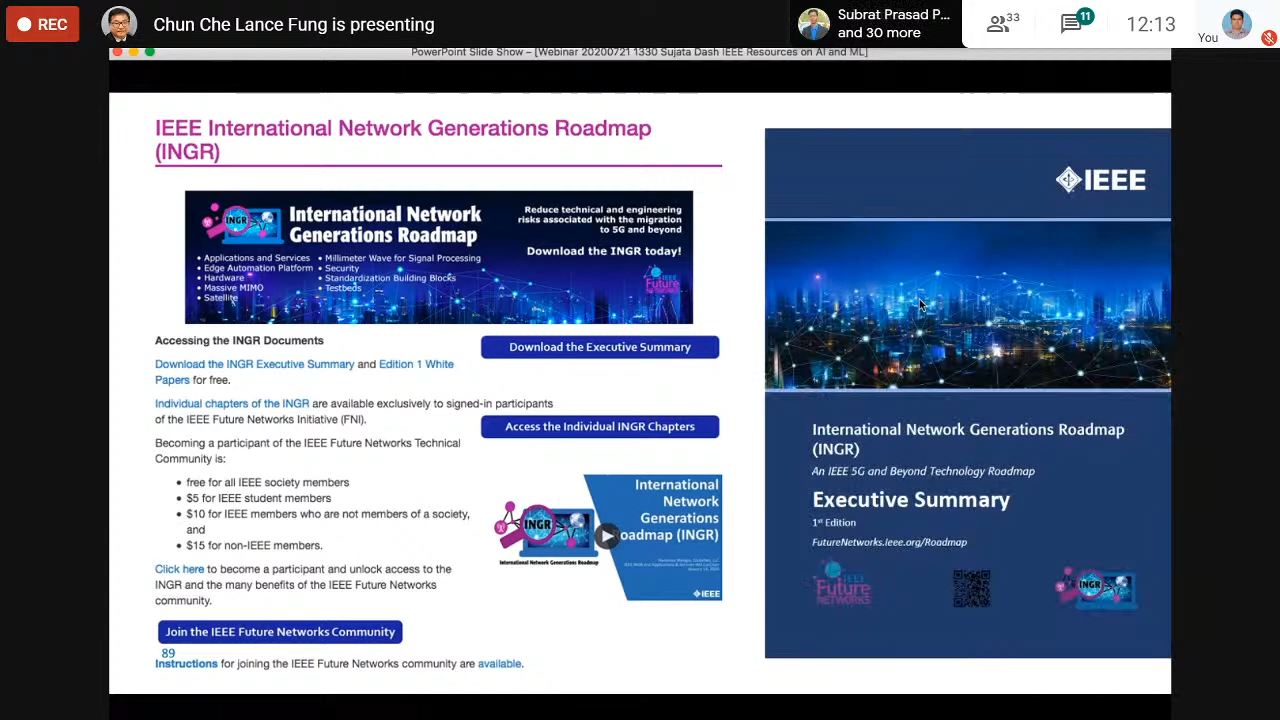 REC
Chun Che Lance Fung is presenting
Subrat Prasad P...
and 30 more
33
11
12:13
You
PowerPoint Slide Show – [Webinar 20200721 1330 Sujata Dash IEEE Resources on AI and ML]
IEEE International Network Generations Roadmap
(INGR)
INGR
International Network
Generations Roadmap
• Applications and Services
• Edge Automation Platform
• Hardware
• Massive MIMO
• Satellite
• Millimeter Wave for Signal Processing
• Security
• Standardization Building Blocks
• Testbeds
Reduce technical and engineering
risks associated with the migration
to 5G and beyond
Download the INGR today!
IEEE
Future
Accessing the INGR Documents
Download the Executive Summary
Download the INGR Executive Summary and Edition 1 White
Papers for free.
Individual chapters of the INGR are available exclusively to signed-in participants
of the IEEE Future Networks Initiative (FNI).
Access the Individual INGR Chapters
Becoming a participant of the IEEE Future Networks Technical
Community is:
• free for all IEEE society members
• $5 for IEEE student members
• $10 for IEEE members who are not members of a society,
and
• $15 for non-IEEE members.
Click here to become a participant and unlock access to the
INGR and the many benefits of the IEEE Future Networks
community.
INGR
International Network Generations Roadmap
International
Network
Generations
oadmap (INGR)
IEEE
Join the IEEE Future Networks Community
89
Instructions for joining the IEEE Future Networks community are available.
IEEE
International Network Generations Roadmap
(INGR)
An IEEE 5G and Beyond Technology Roadmap
Executive Summary
1st Edition
FutureNetworks.ieee.org/Roadmap
IEEE
Future
NETWORKS
INGR